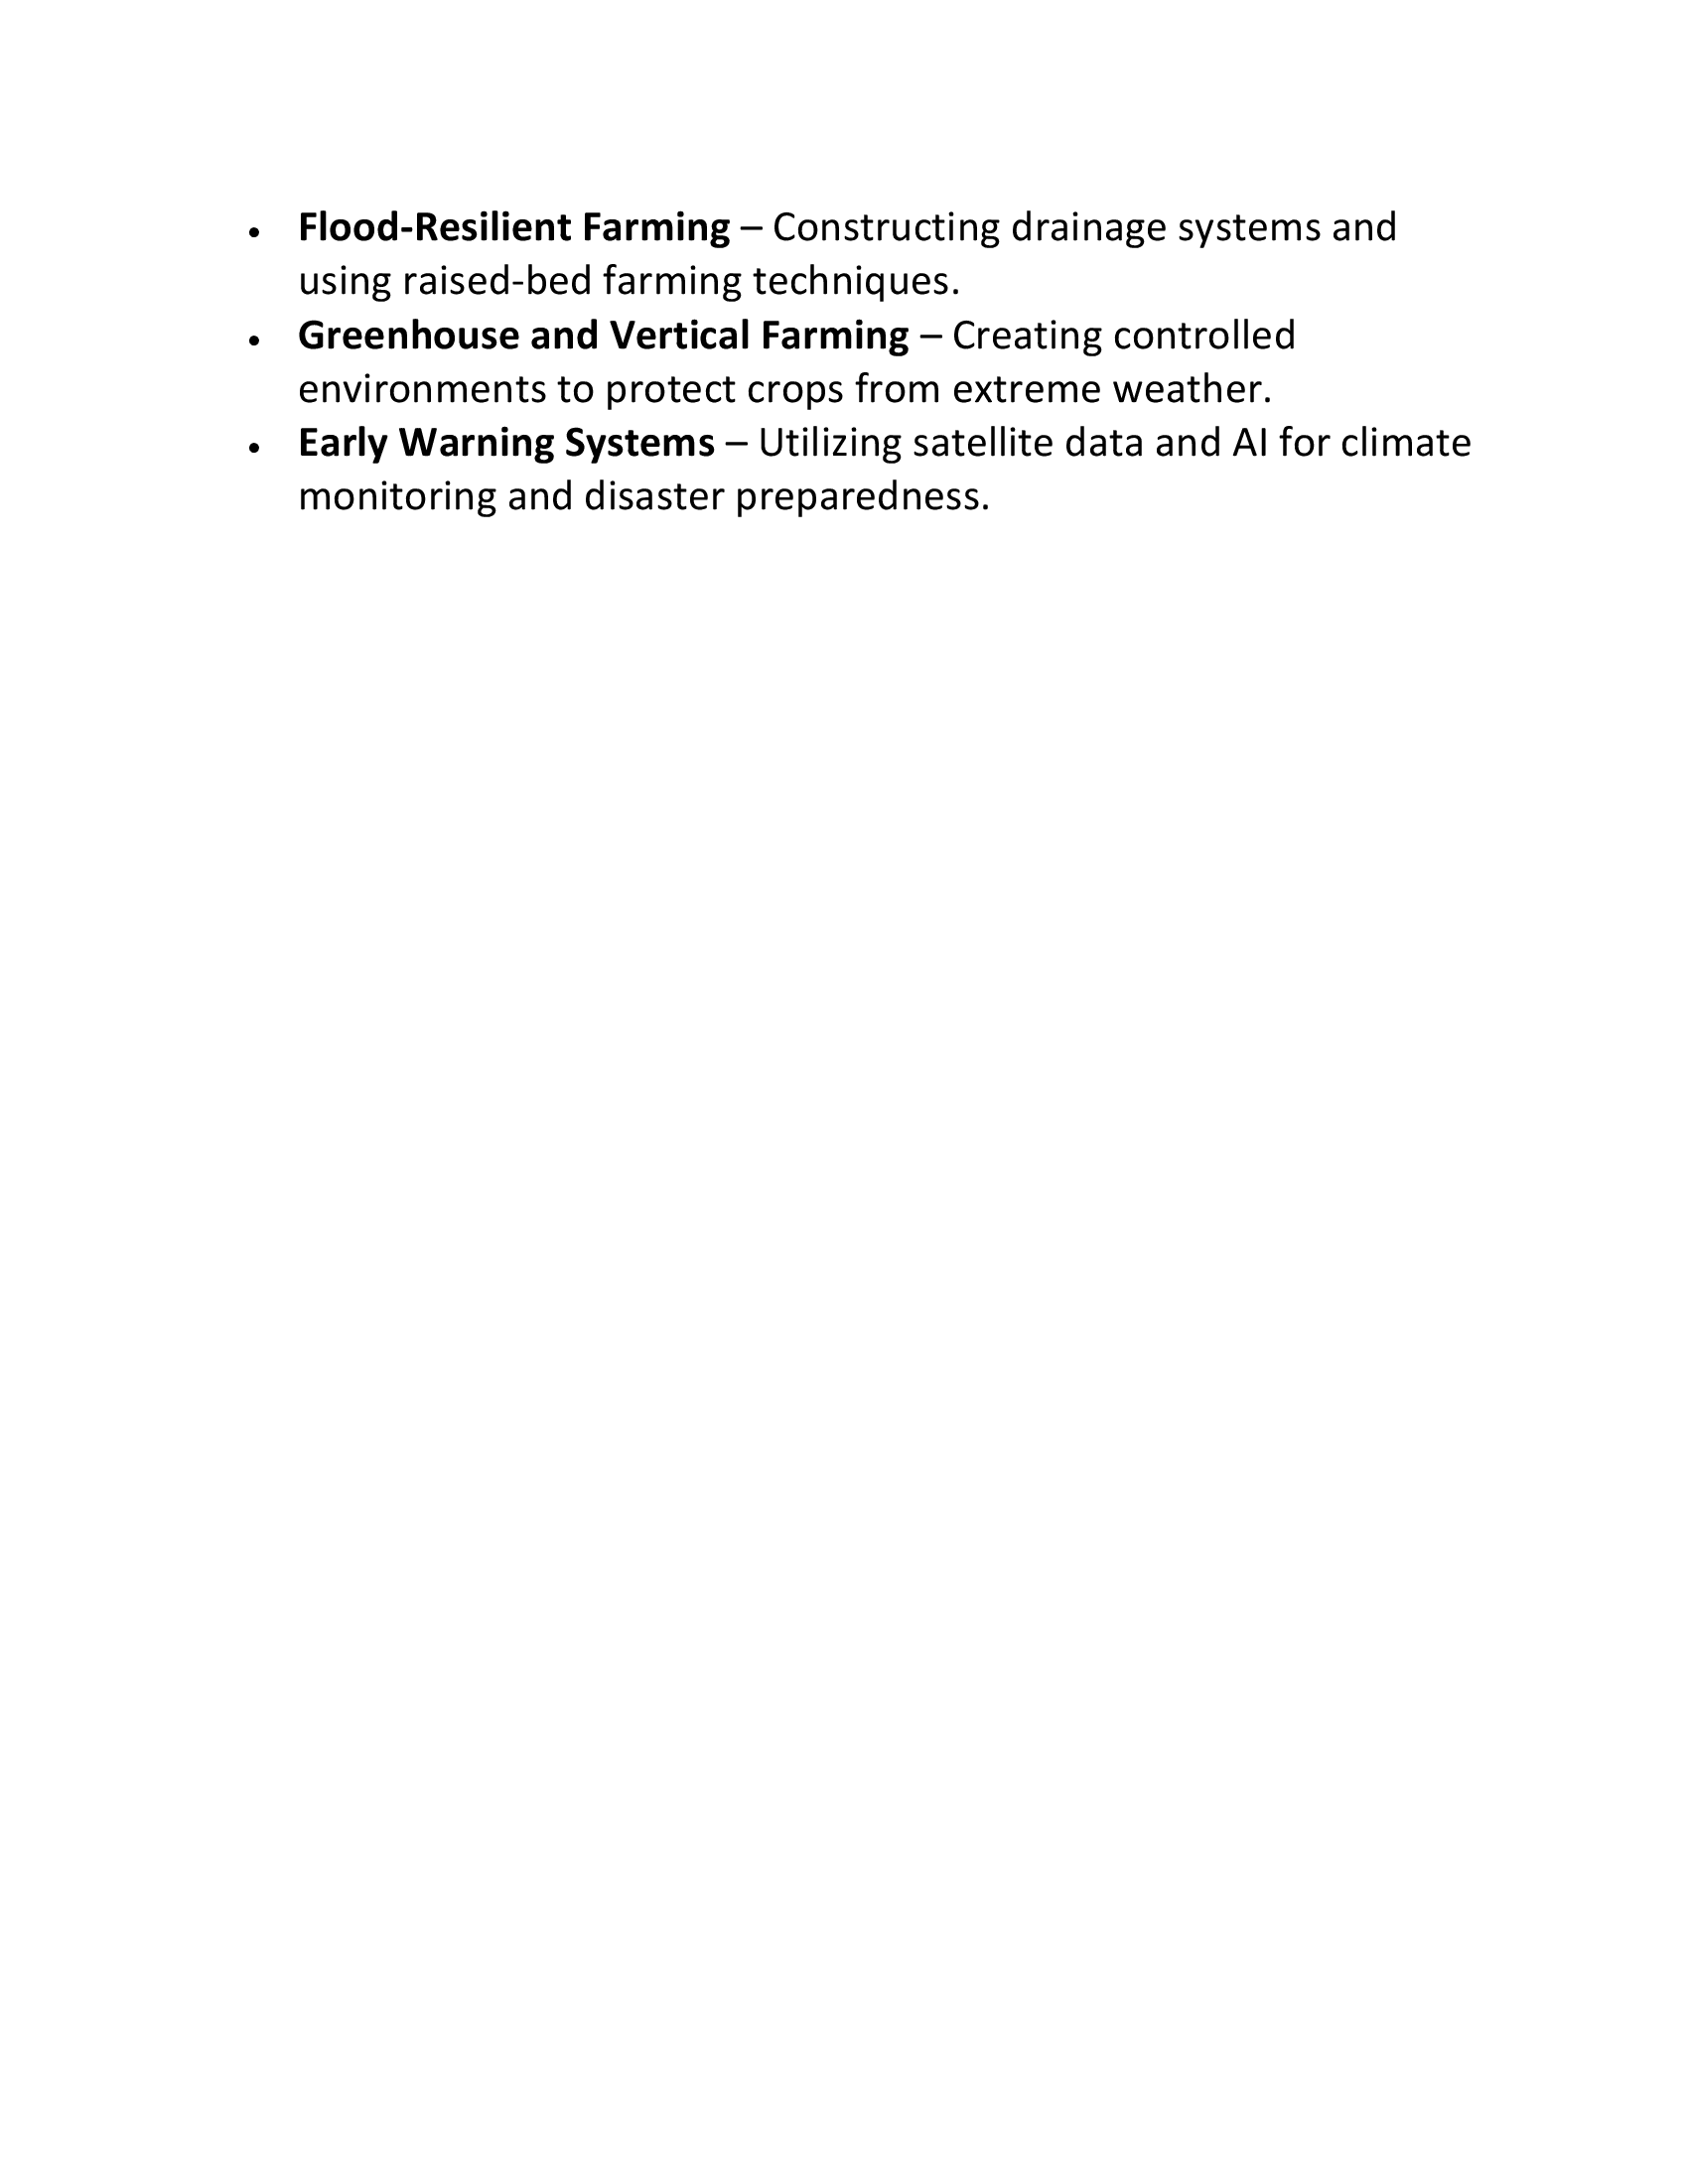 • Flood-Resilient Farming – Constructing drainage systems and
using raised-bed farming techniques.
• Greenhouse and Vertical Farming – Creating controlled
environments to protect crops from extreme weather.
• Early Warning Systems – Utilizing satellite data and AI for climate
monitoring and disaster preparedness.